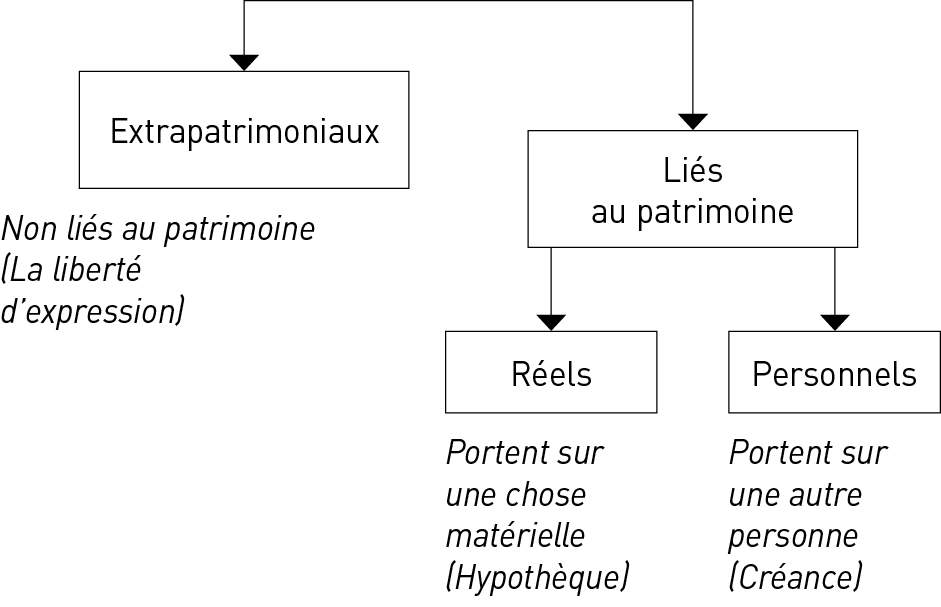 Extrapatrimoniaux
Non liés au patrimoine
(La liberté
d'expression)
Liés
au patrimoine
Réels
Portent sur
une chose
matérielle
(Hypothèque)
Personnels
Portent sur
une autre
personne
(Créance)